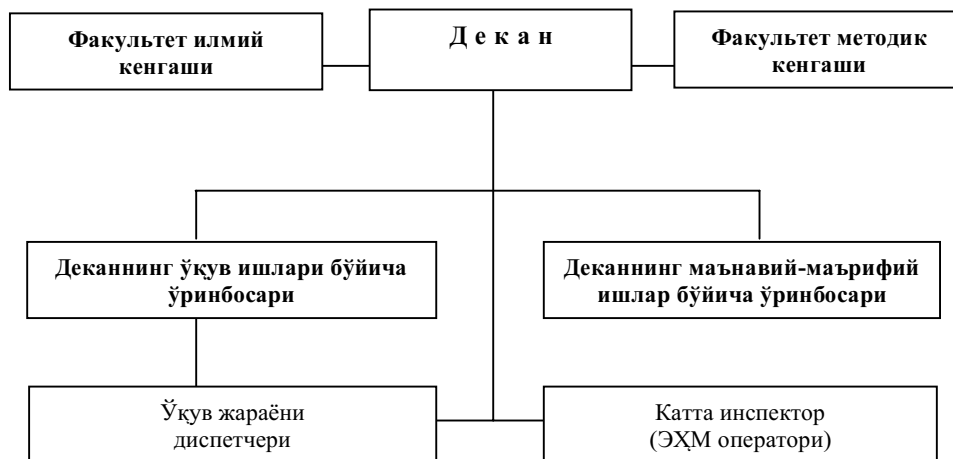 Факультет илмий
кенгаши
Д е к а н
Факультет методик
кенгаши
Деканнинг ўқув ишлари бўйича
ўринбосари
Деканнинг маънавий-маърифий
ишлар бўйича ўринбосари
Ўқув жараёни
диспетчери
Катта инспектор
(ЭҲМ оператори)